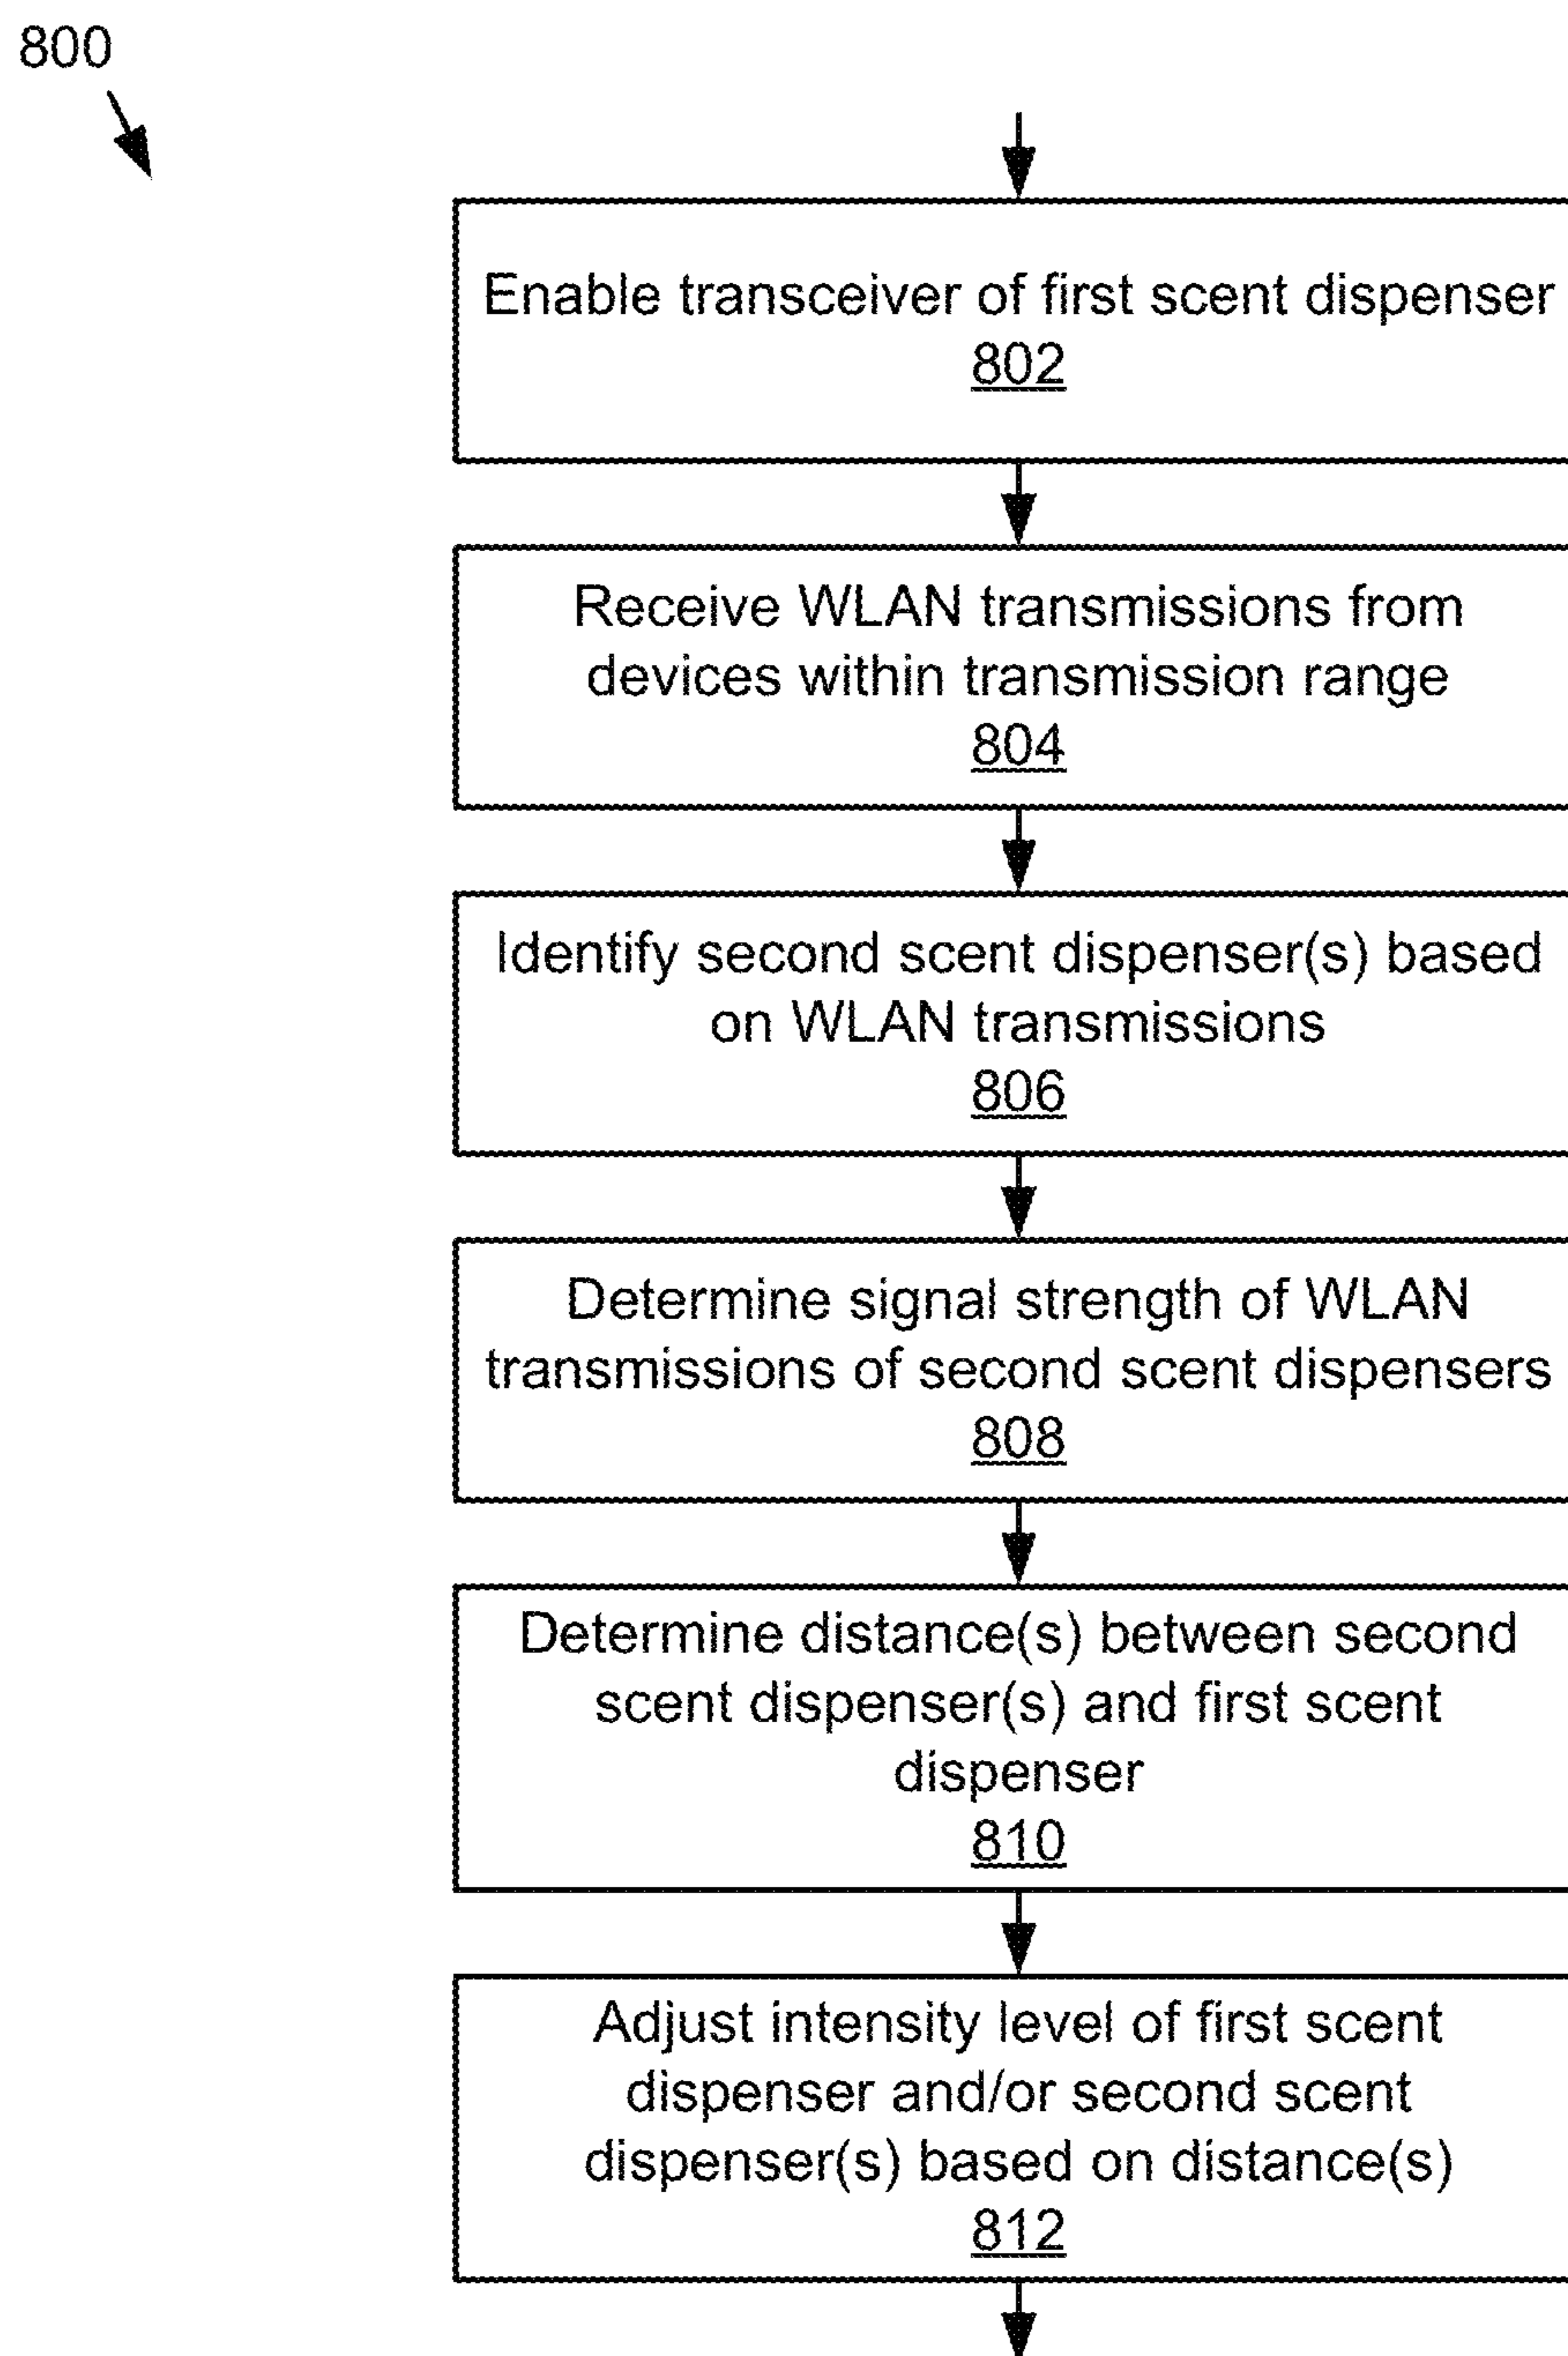 800
Enable transceiver of first scent dispenser
802
Receive WLAN transmissions from
devices within transmission range
804
Identify second scent dispenser(s) based
on WLAN transmissions
806
Determine signal strength of WLAN
transmissions of second scent dispensers
808
Determine distance(s) between second
scent dispenser(s) and first scent
dispenser
810
Adjust intensity level of first scent
dispenser and/or second scent
dispenser(s) based on distance(s)
812